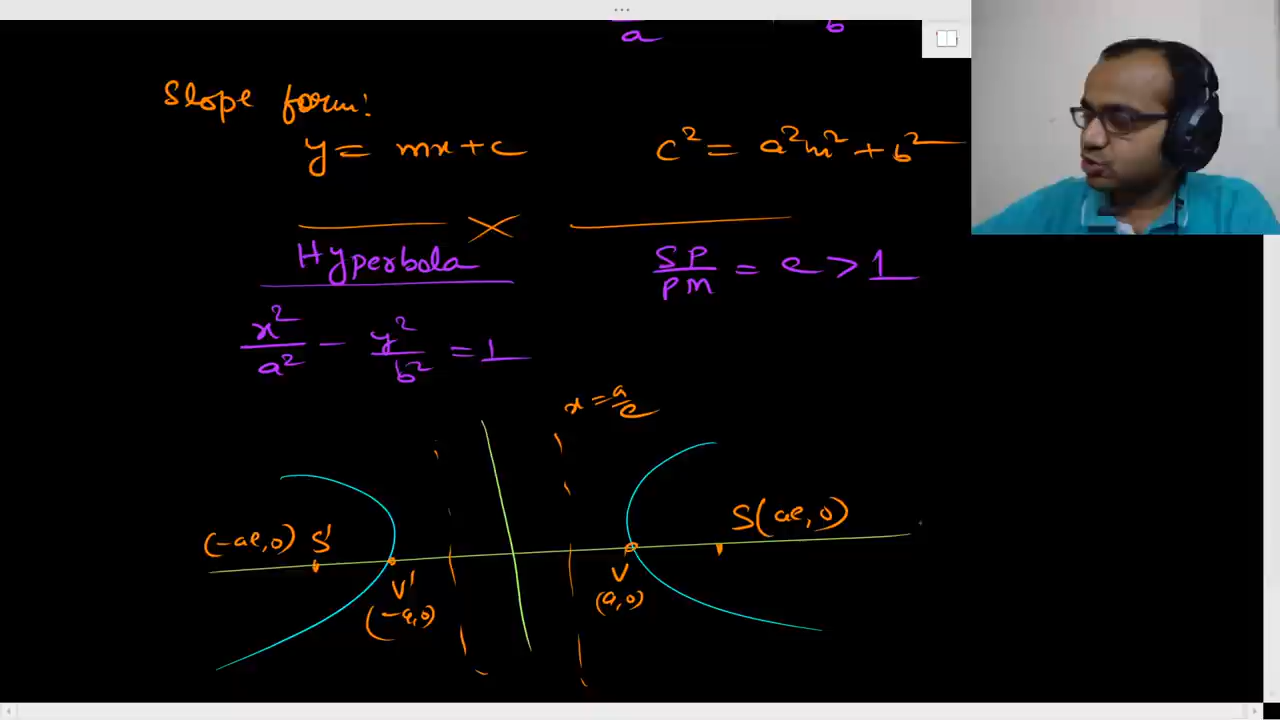 a b
Slope form:
y = mx + c c² = a²m² + b²
Hyperbola SP/PM = e > 1
x²/a² - y²/b² = 1
x = a/e
S(ae, 0)
(-ae, 0) S'
V' V
(-a, 0) (a, 0)